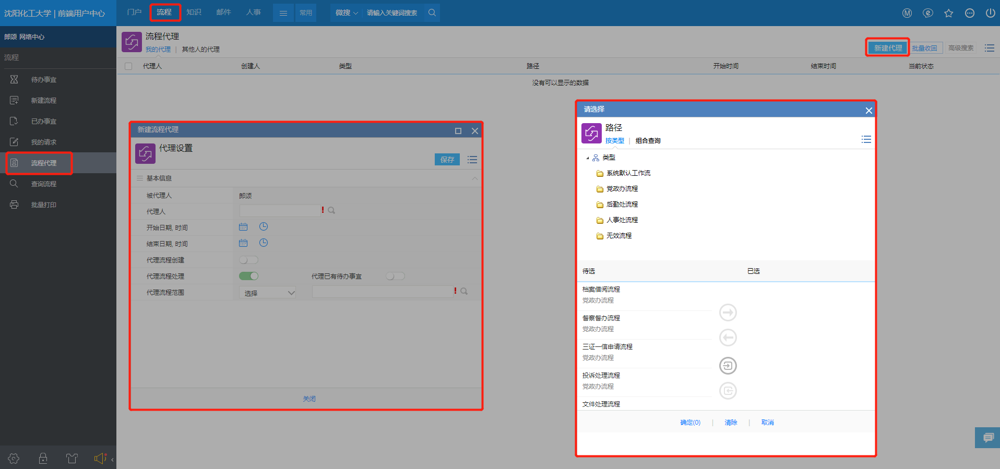 沈阳化工大学 | 前端用户中心
门户 流程 知识 邮件 人事 常用 微搜 请输入关键词搜索
郎颂 网络中心
流程
待办事宜
新建流程
已办事宜
我的请求
流程代理
查询流程
批量打印
流程代理
我的代理 | 其他人的代理
新建代理 批量收回 高级搜索
代理人 创建人 类型 路径 开始时间 结束时间 当前状态
没有可以显示的数据
新建流程代理
代理设置
保存
基本信息
被代理人 郎颂
代理人 !
开始日期, 时间
结束日期, 时间
代理流程创建
代理流程处理 代理已有待办事宜
代理流程范围 选择 !
关闭
请选择
路径
按类型 | 组合查询
类型
系统默认工作流
党政办流程
后勤处流程
人事处流程
无效流程
待选 已选
档案借阅流程
党政办流程
督察督办流程
党政办流程
三证一信申请流程
党政办流程
投诉处理流程
党政办流程
文件处理流程
确定(0) | 清除 | 取消